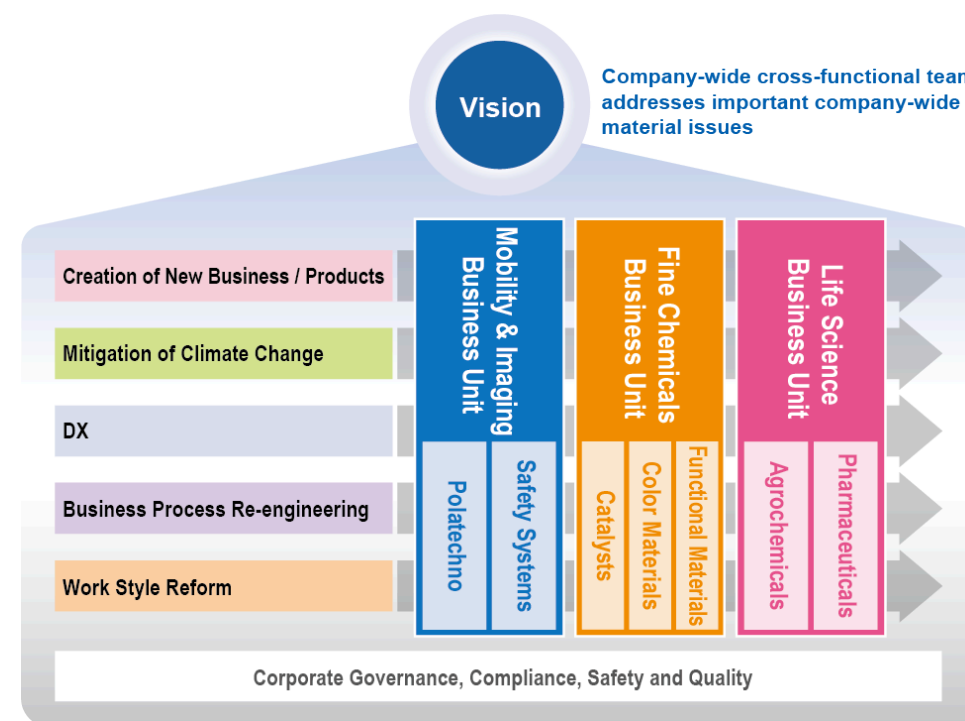 Vision
Company-wide cross-functional team
addresses important company-wide
material issues
Creation of New Business / Products
Mitigation of Climate Change
DX
Business Process Re-engineering
Work Style Reform
Mobility & Imaging
Business Unit
Safety Systems
Polatechno
Fine Chemicals
Business Unit
Functional Materials
Color Materials
Catalysts
Life Science
Business Unit
Pharmaceuticals
Agrochemicals
Corporate Governance, Compliance, Safety and Quality